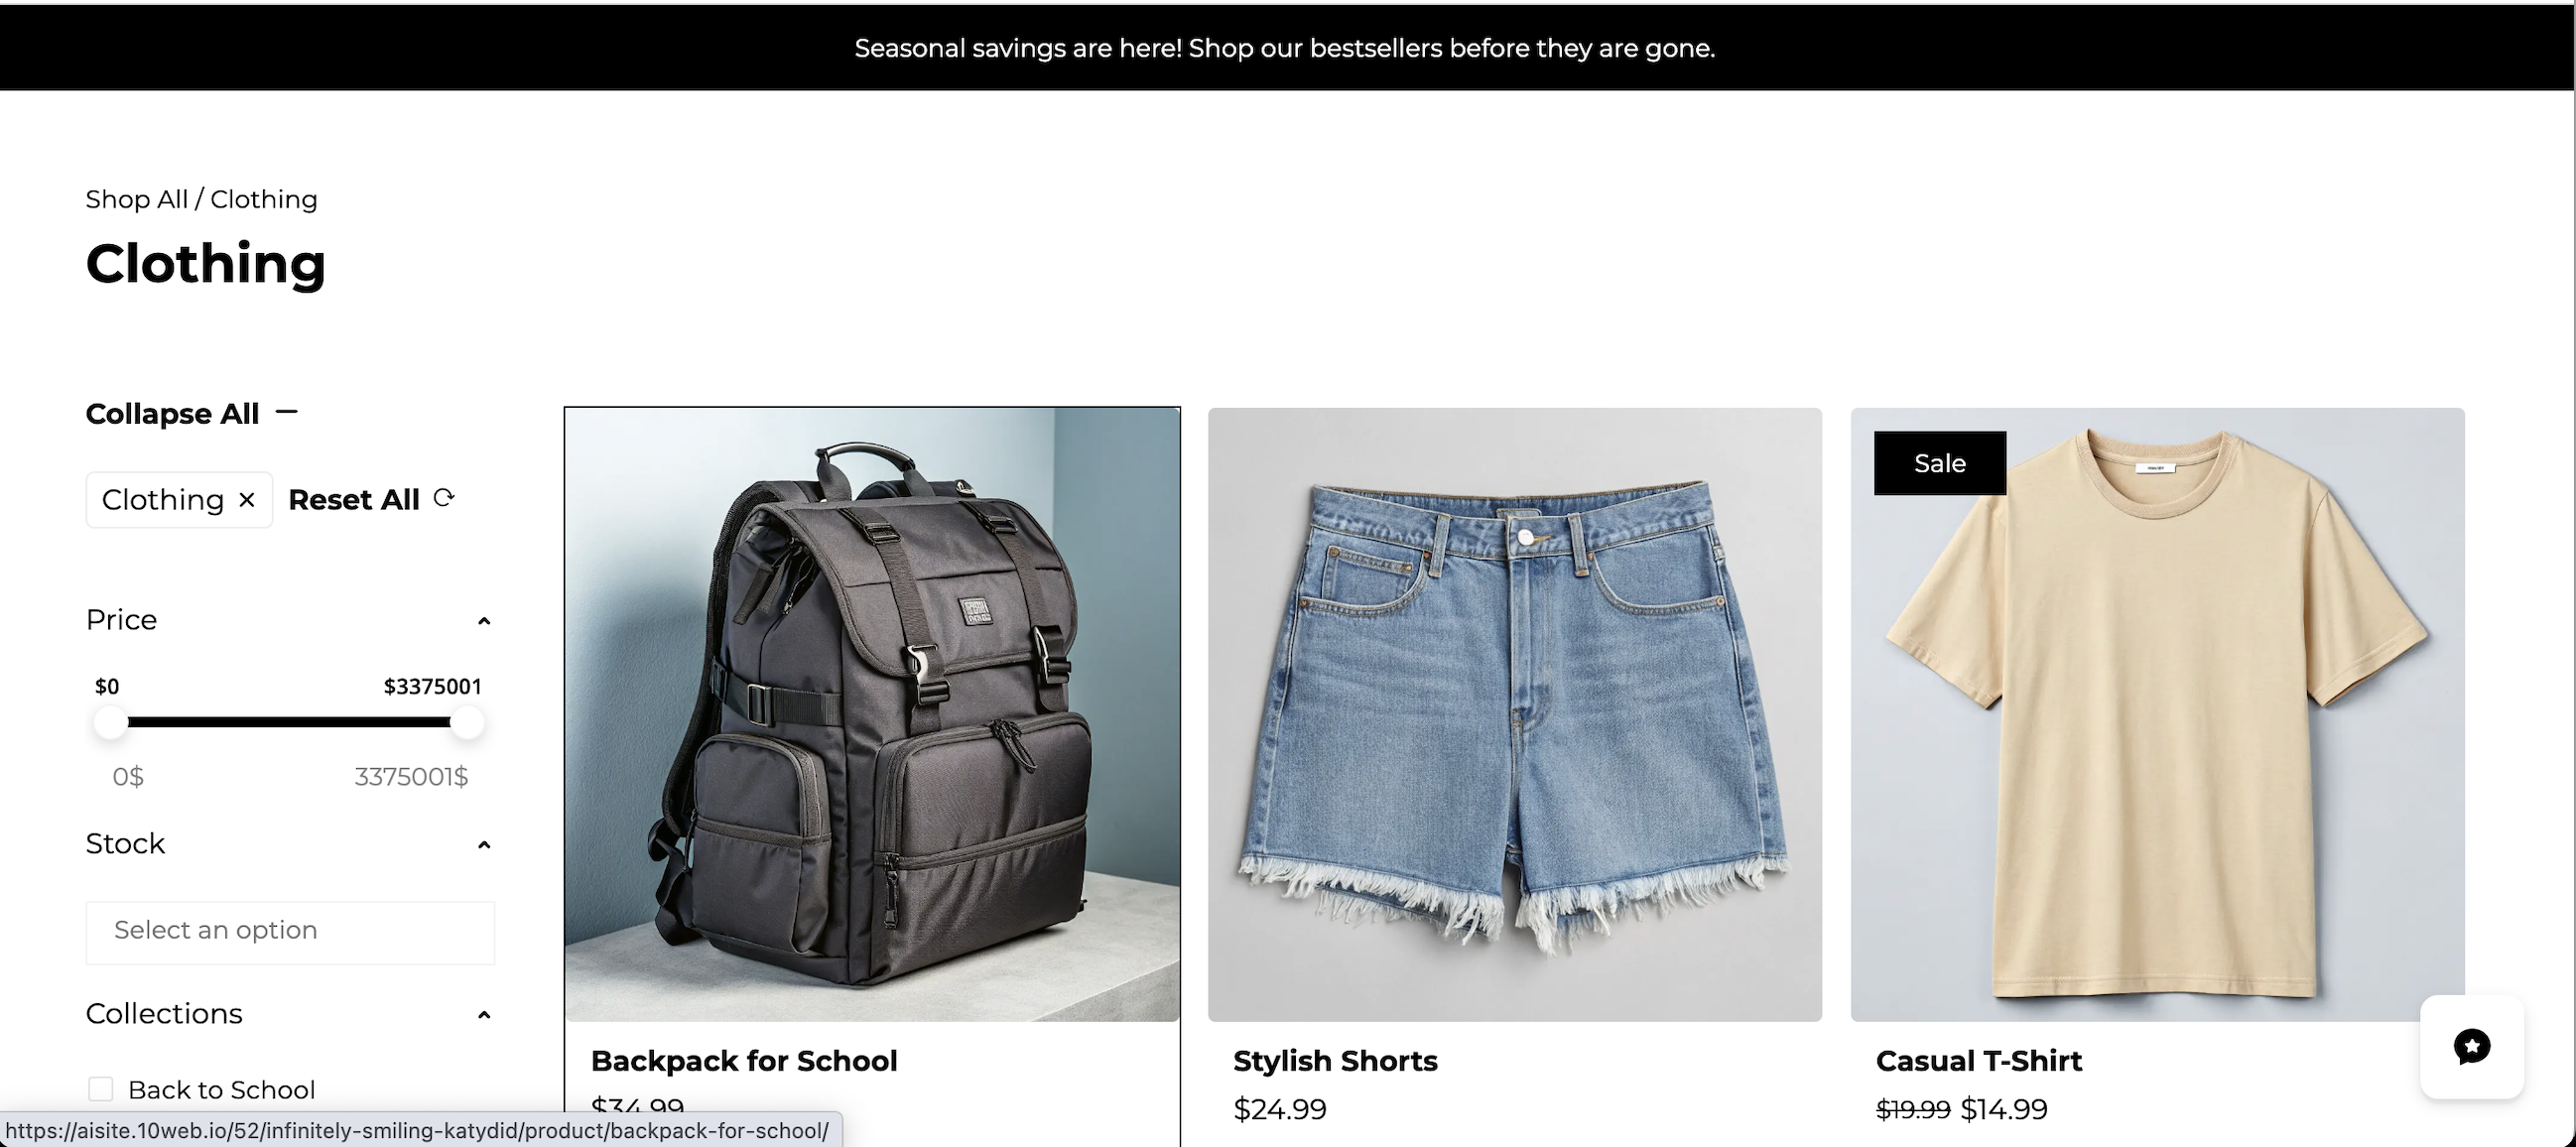 Seasonal savings are here! Shop our bestsellers before they are gone.
Shop All / Clothing
Clothing
Collapse All
Clothing
Reset All
Price
$0
$3375001
0$
3375001$
Stock
Select an option
Collections
Back to School
Sale
Backpack for School
$34.99
Stylish Shorts
$24.99
Casual T-Shirt
$19.99 $14.99
https://aisite.10web.io/52/infinitely-smiling-katydid/product/backpack-for-school/